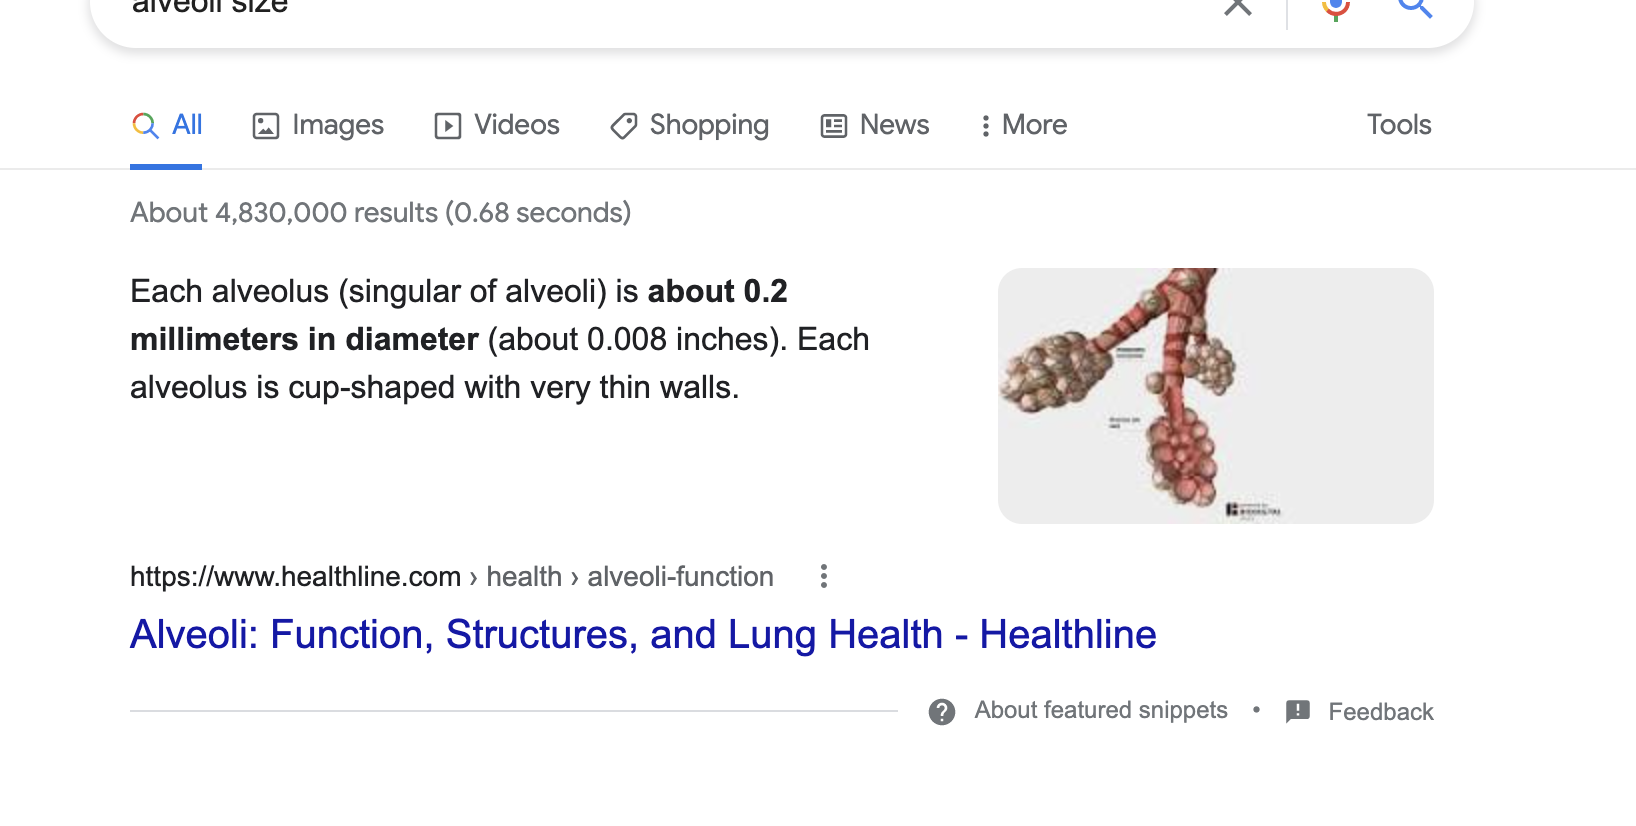 alveoli size
All Images Videos Shopping News More Tools
About 4,830,000 results (0.68 seconds)
Each alveolus (singular of alveoli) is about 0.2
millimeters in diameter (about 0.008 inches). Each
alveolus is cup-shaped with very thin walls.
https://www.healthline.com › health › alveoli-function
Alveoli: Function, Structures, and Lung Health - Healthline
About featured snippets • Feedback